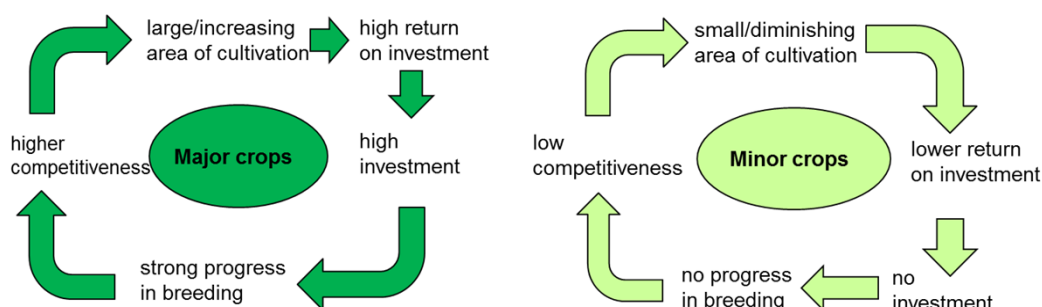 large/increasing
area of cultivation
high return
on investment
high
investment
strong progress
in breeding
higher
competitiveness
Major crops
small/diminishing
area of cultivation
lower return
on investment
no
investment
no progress
in breeding
low
competitiveness
Minor crops